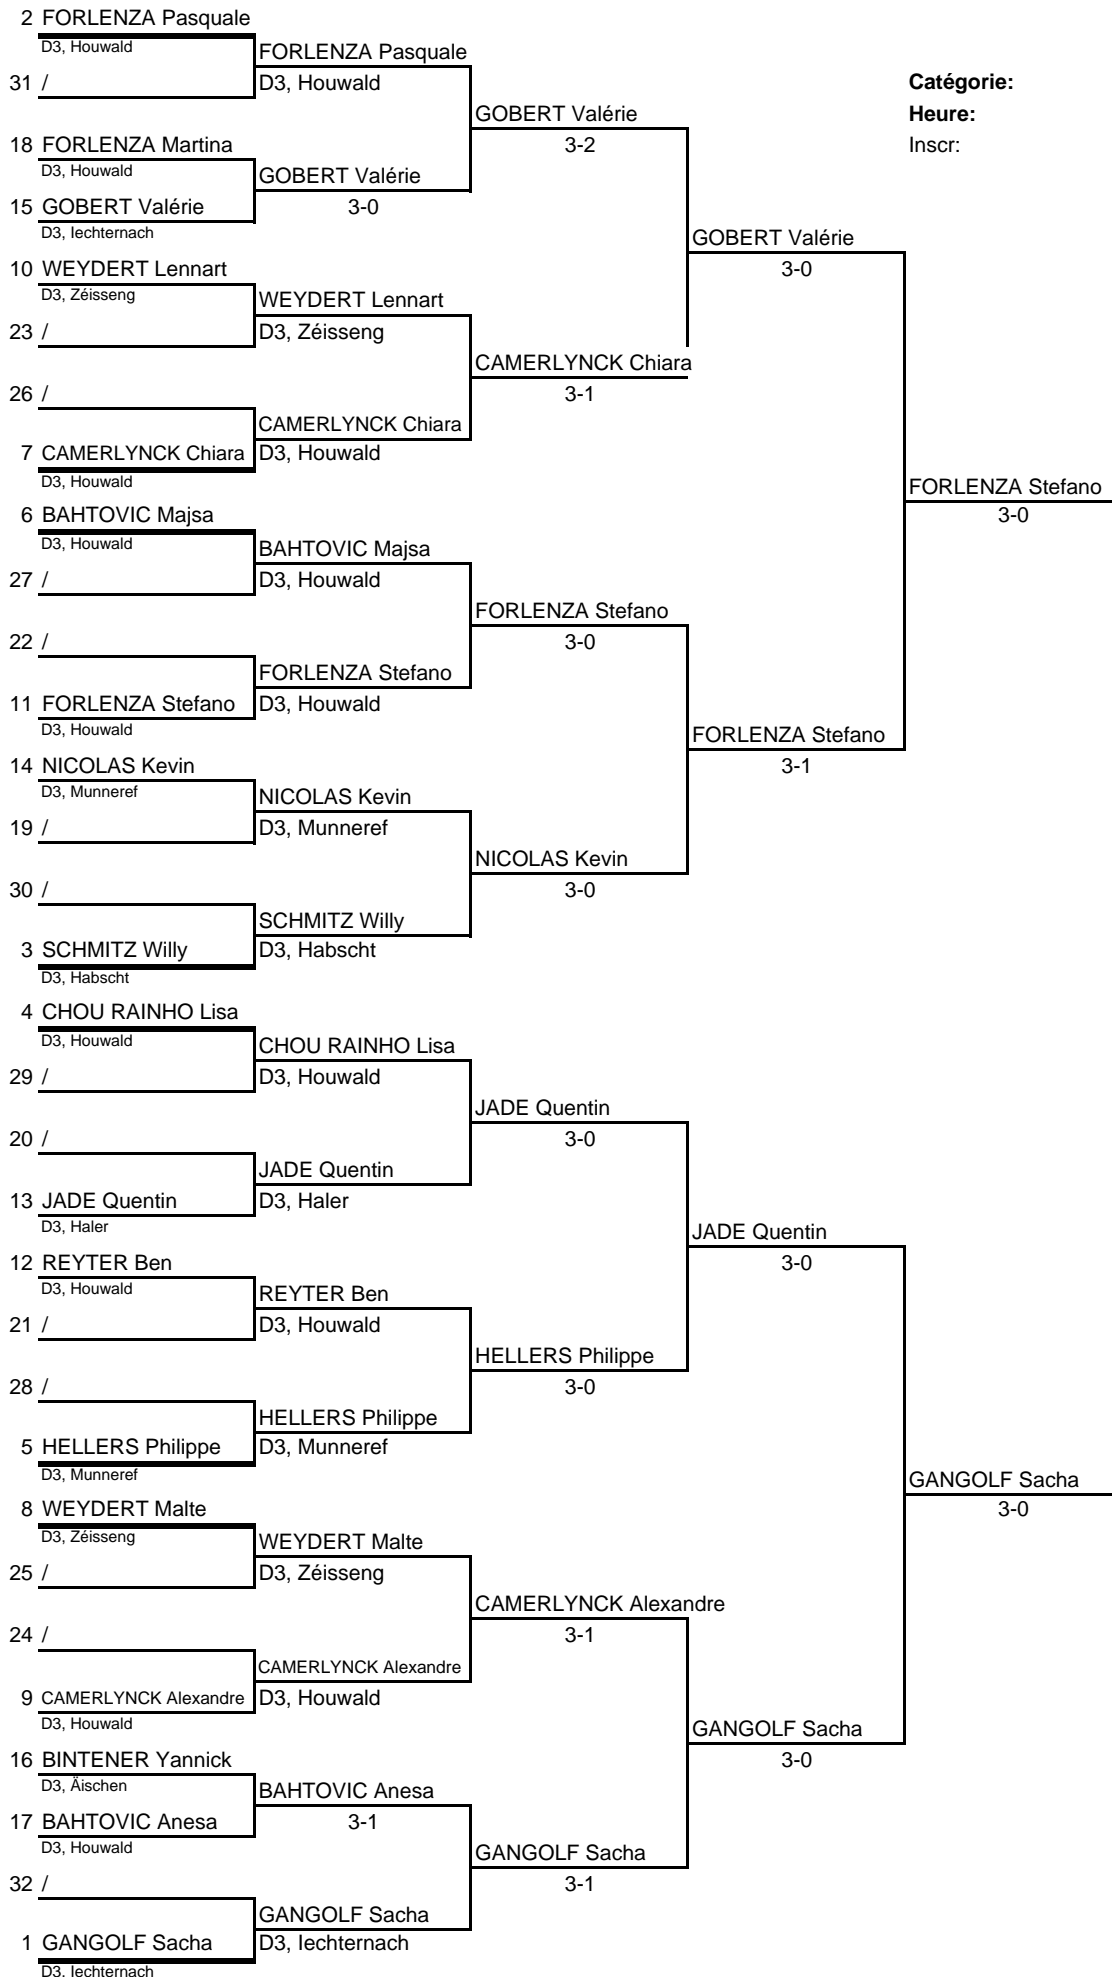 2 FORLENZA Pasquale
D3, Houwald
FORLENZA Pasquale
31 /
D3, Houwald
Catégorie:
GOBERT Valérie
Heure:
3-2
18 FORLENZA Martina
Inscr:
D3, Houwald
GOBERT Valérie
15 GOBERT Valérie
3-0
D3, Iechternach
GOBERT Valérie
10 WEYDERT Lennart
3-0
D3, Zéisseng
WEYDERT Lennart
23 /
D3, Zéisseng
CAMERLYNCK Chiara
26 /
3-1
CAMERLYNCK Chiara
7 CAMERLYNCK Chiara
D3, Houwald
D3, Houwald
FORLENZA Stefano
6 BAHTOVIC Majsa
3-0
D3, Houwald
BAHTOVIC Majsa
27 /
D3, Houwald
FORLENZA Stefano
22 /
3-0
FORLENZA Stefano
11 FORLENZA Stefano
D3, Houwald
D3, Houwald
FORLENZA Stefano
14 NICOLAS Kevin
3-1
D3, Munneref
NICOLAS Kevin
19 /
D3, Munneref
NICOLAS Kevin
30 /
3-0
SCHMITZ Willy
3 SCHMITZ Willy
D3, Habscht
D3, Habscht
4 CHOU RAINHO Lisa
D3, Houwald
CHOU RAINHO Lisa
29 /
D3, Houwald
JADE Quentin
20 /
3-0
JADE Quentin
13 JADE Quentin
D3, Haler
D3, Haler
JADE Quentin
12 REYTER Ben
3-0
D3, Houwald
REYTER Ben
21 /
D3, Houwald
HELLERS Philippe
28 /
3-0
HELLERS Philippe
5 HELLERS Philippe
D3, Munneref
D3, Munneref
GANGOLF Sacha
8 WEYDERT Malte
3-0
D3, Zéisseng
WEYDERT Malte
25 /
D3, Zéisseng
CAMERLYNCK Alexandre
24 /
3-1
CAMERLYNCK Alexandre
9 CAMERLYNCK Alexandre
D3, Houwald
D3, Houwald
GANGOLF Sacha
16 BINTENER Yannick
3-0
D3, Äischen
BAHTOVIC Anesa
17 BAHTOVIC Anesa
3-1
D3, Houwald
GANGOLF Sacha
32 /
3-1
GANGOLF Sacha
1 GANGOLF Sacha
D3, Iechternach
D3, Iechternach